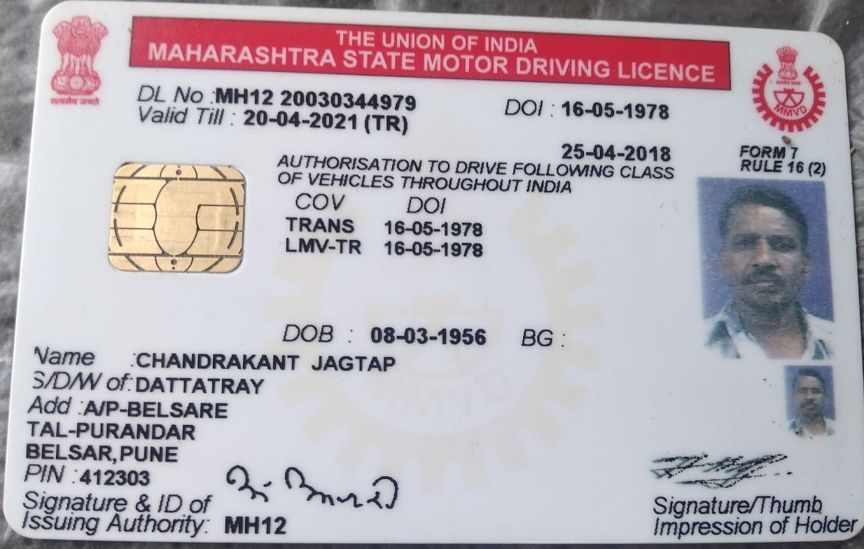 THE UNION OF INDIA
MAHARASHTRA STATE MOTOR DRIVING LICENCE
सत्यमेव जयते
MMVD
DL No : MH12 20030344979 DOI : 16-05-1978
Valid Till : 20-04-2021 (TR)
25-04-2018
FORM 7
RULE 16 (2)
AUTHORISATION TO DRIVE FOLLOWING CLASS
OF VEHICLES THROUGHOUT INDIA
COV DOI
TRANS 16-05-1978
LMV-TR 16-05-1978
DOB : 08-03-1956 BG :
Name : CHANDRAKANT JAGTAP
S/D/W of : DATTATRAY
Add : A/P-BELSARE
TAL-PURANDAR
BELSAR,PUNE
PIN : 412303
Signature & ID of
Issuing Authority: MH12
Signature/Thumb
Impression of Holder